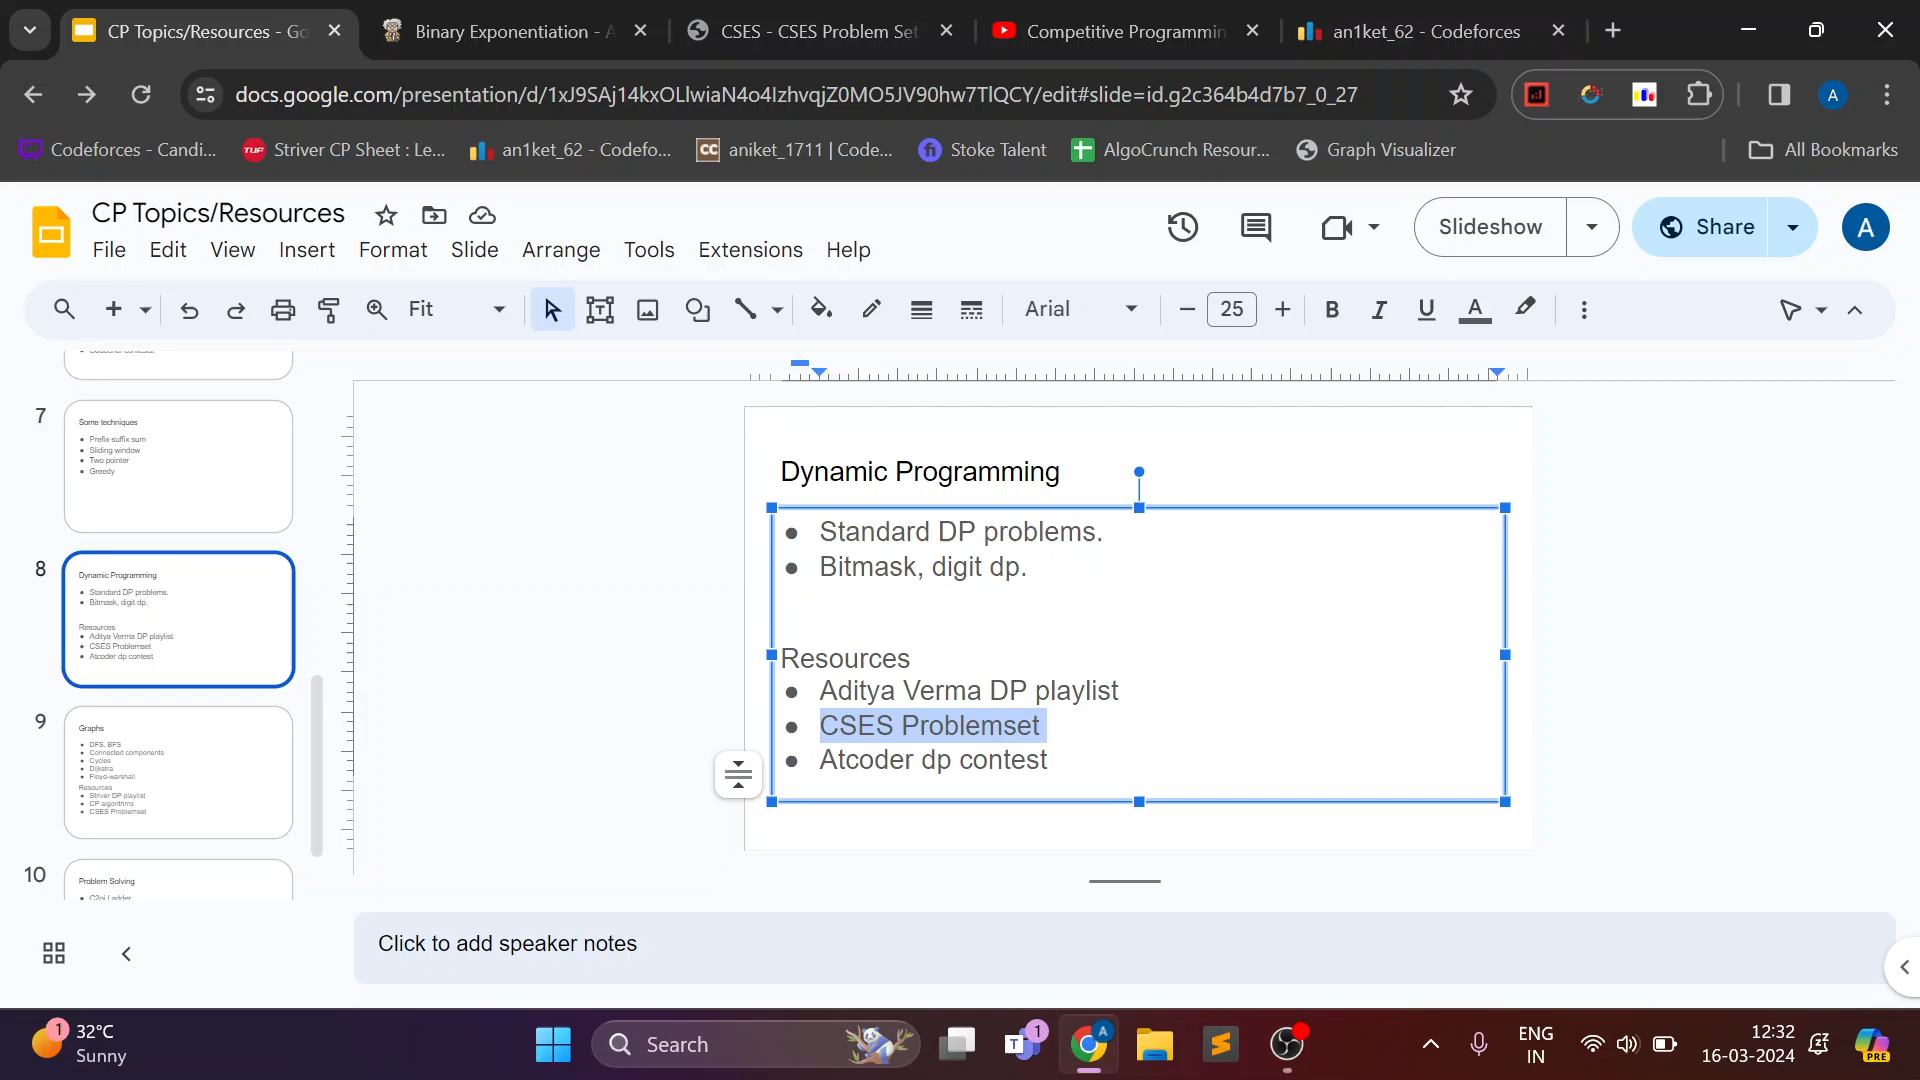 CP Topics/Resources - Go
Binary Exponentiation - A
CSES - CSES Problem Set
Competitive Programmin
an1ket_62 - Codeforces
docs.google.com/presentation/d/1xJ9SAj14kxOLlwiaN4o4IzhvqjZ0MO5JV90hw7TlQCY/edit#slide=id.g2c364b4d7b7_0_27
A
Codeforces - Candi...
TUF
Striver CP Sheet : Le...
an1ket_62 - Codefo...
CC
aniket_1711 | Code...
fi
Stoke Talent
AlgoCrunch Resour...
Graph Visualizer
All Bookmarks
CP Topics/Resources
File Edit View Insert Format Slide Arrange Tools Extensions Help
Slideshow
Share
A
Fit
Arial
25
B I U A
7
Some techniques
Prefix-suffix sum
Sliding window
Two pointer
Greedy
8
Dynamic Programming
Standard DP problems.
Bitmask, digit dp.
Resources
Aditya Verma DP playlist
CSES Problemset
Atcoder dp contest
9
Graphs
DFS, BFS
Connected components
Cycles
Dijkstra
Floyd-warshall
Resources
Striver DP playlist
CP algorithms
CSES Problemset
10
Problem Solving
Dynamic Programming
● Standard DP problems.
● Bitmask, digit dp.
Resources
● Aditya Verma DP playlist
● CSES Problemset
● Atcoder dp contest
Click to add speaker notes
1
32°C
Sunny
Search
T
1
A
S
ENG
IN
12:32
16-03-2024
PRE